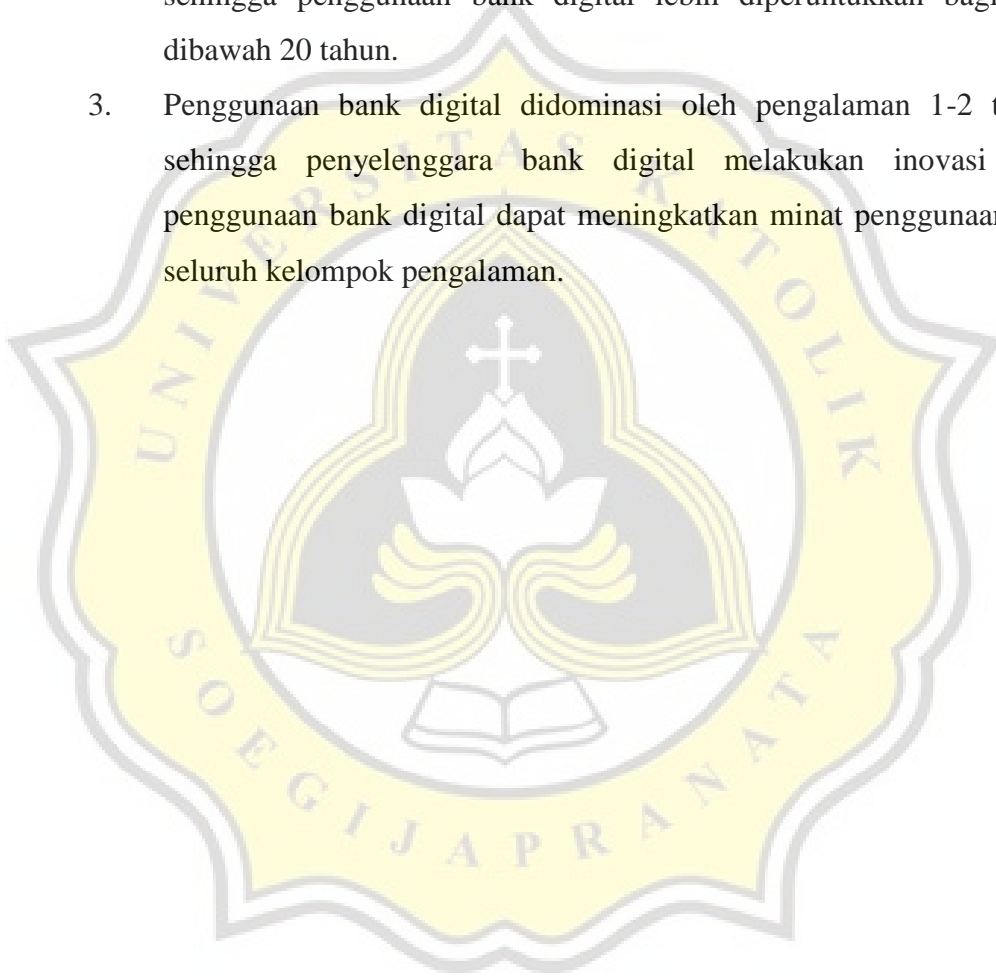 sehingga penggunaan bank digital lebih diperuntukkan bagi
dibawah 20 tahun.
3. Penggunaan bank digital didominasi oleh pengalaman 1-2 t
sehingga penyelenggara bank digital melakukan inovasi
penggunaan bank digital dapat meningkatkan minat penggunaan
seluruh kelompok pengalaman.
UNIVERSITAS KATOLIK
SOEGIJAPRANATA